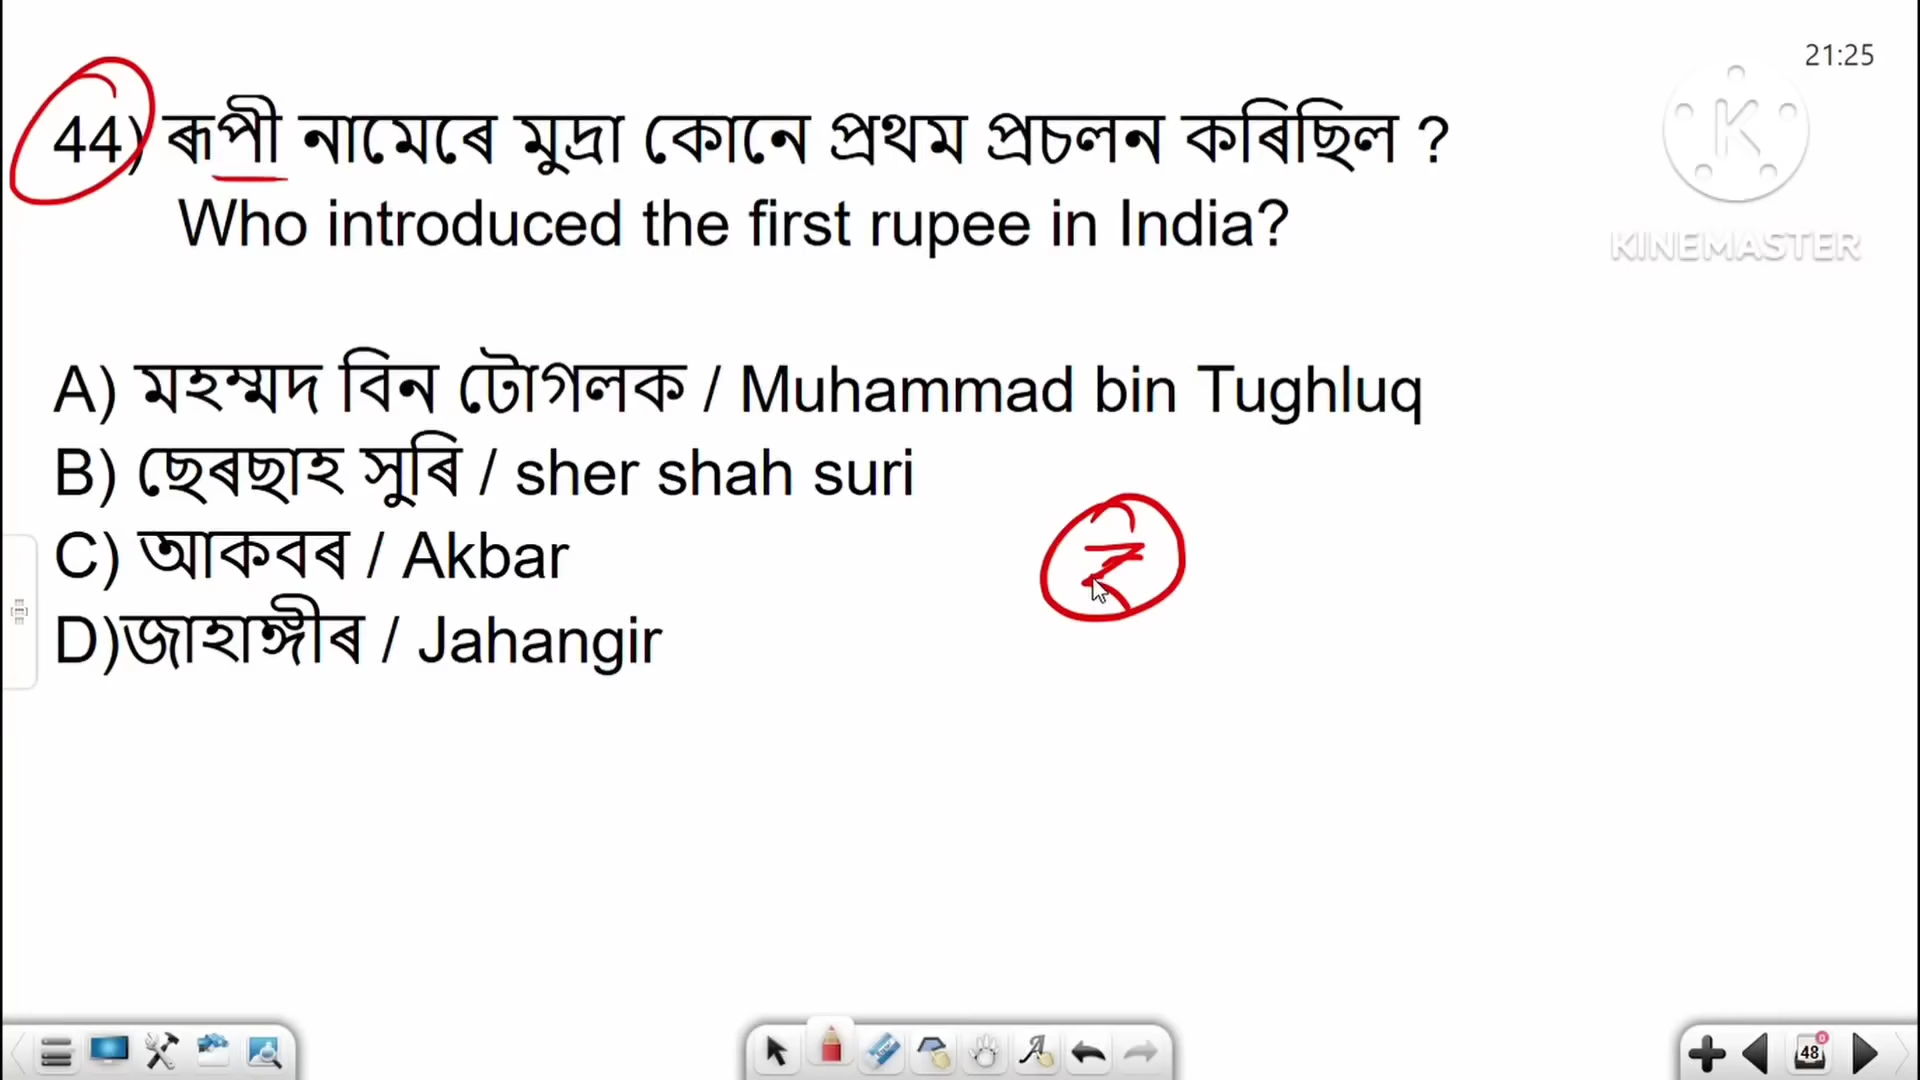 21:25
44) ৰূপী নামেৰে মুদ্ৰা কোনে প্ৰথম প্ৰচলন কৰিছিল ?
Who introduced the first rupee in India?
KINEMASTER
A) মহম্মদ বিন টোগলক / Muhammad bin Tughluq
B) ছেৰছাহ সুৰি / sher shah suri
C) আকবৰ / Akbar
₹
D)জাহাঙ্গীৰ / Jahangir
48
0